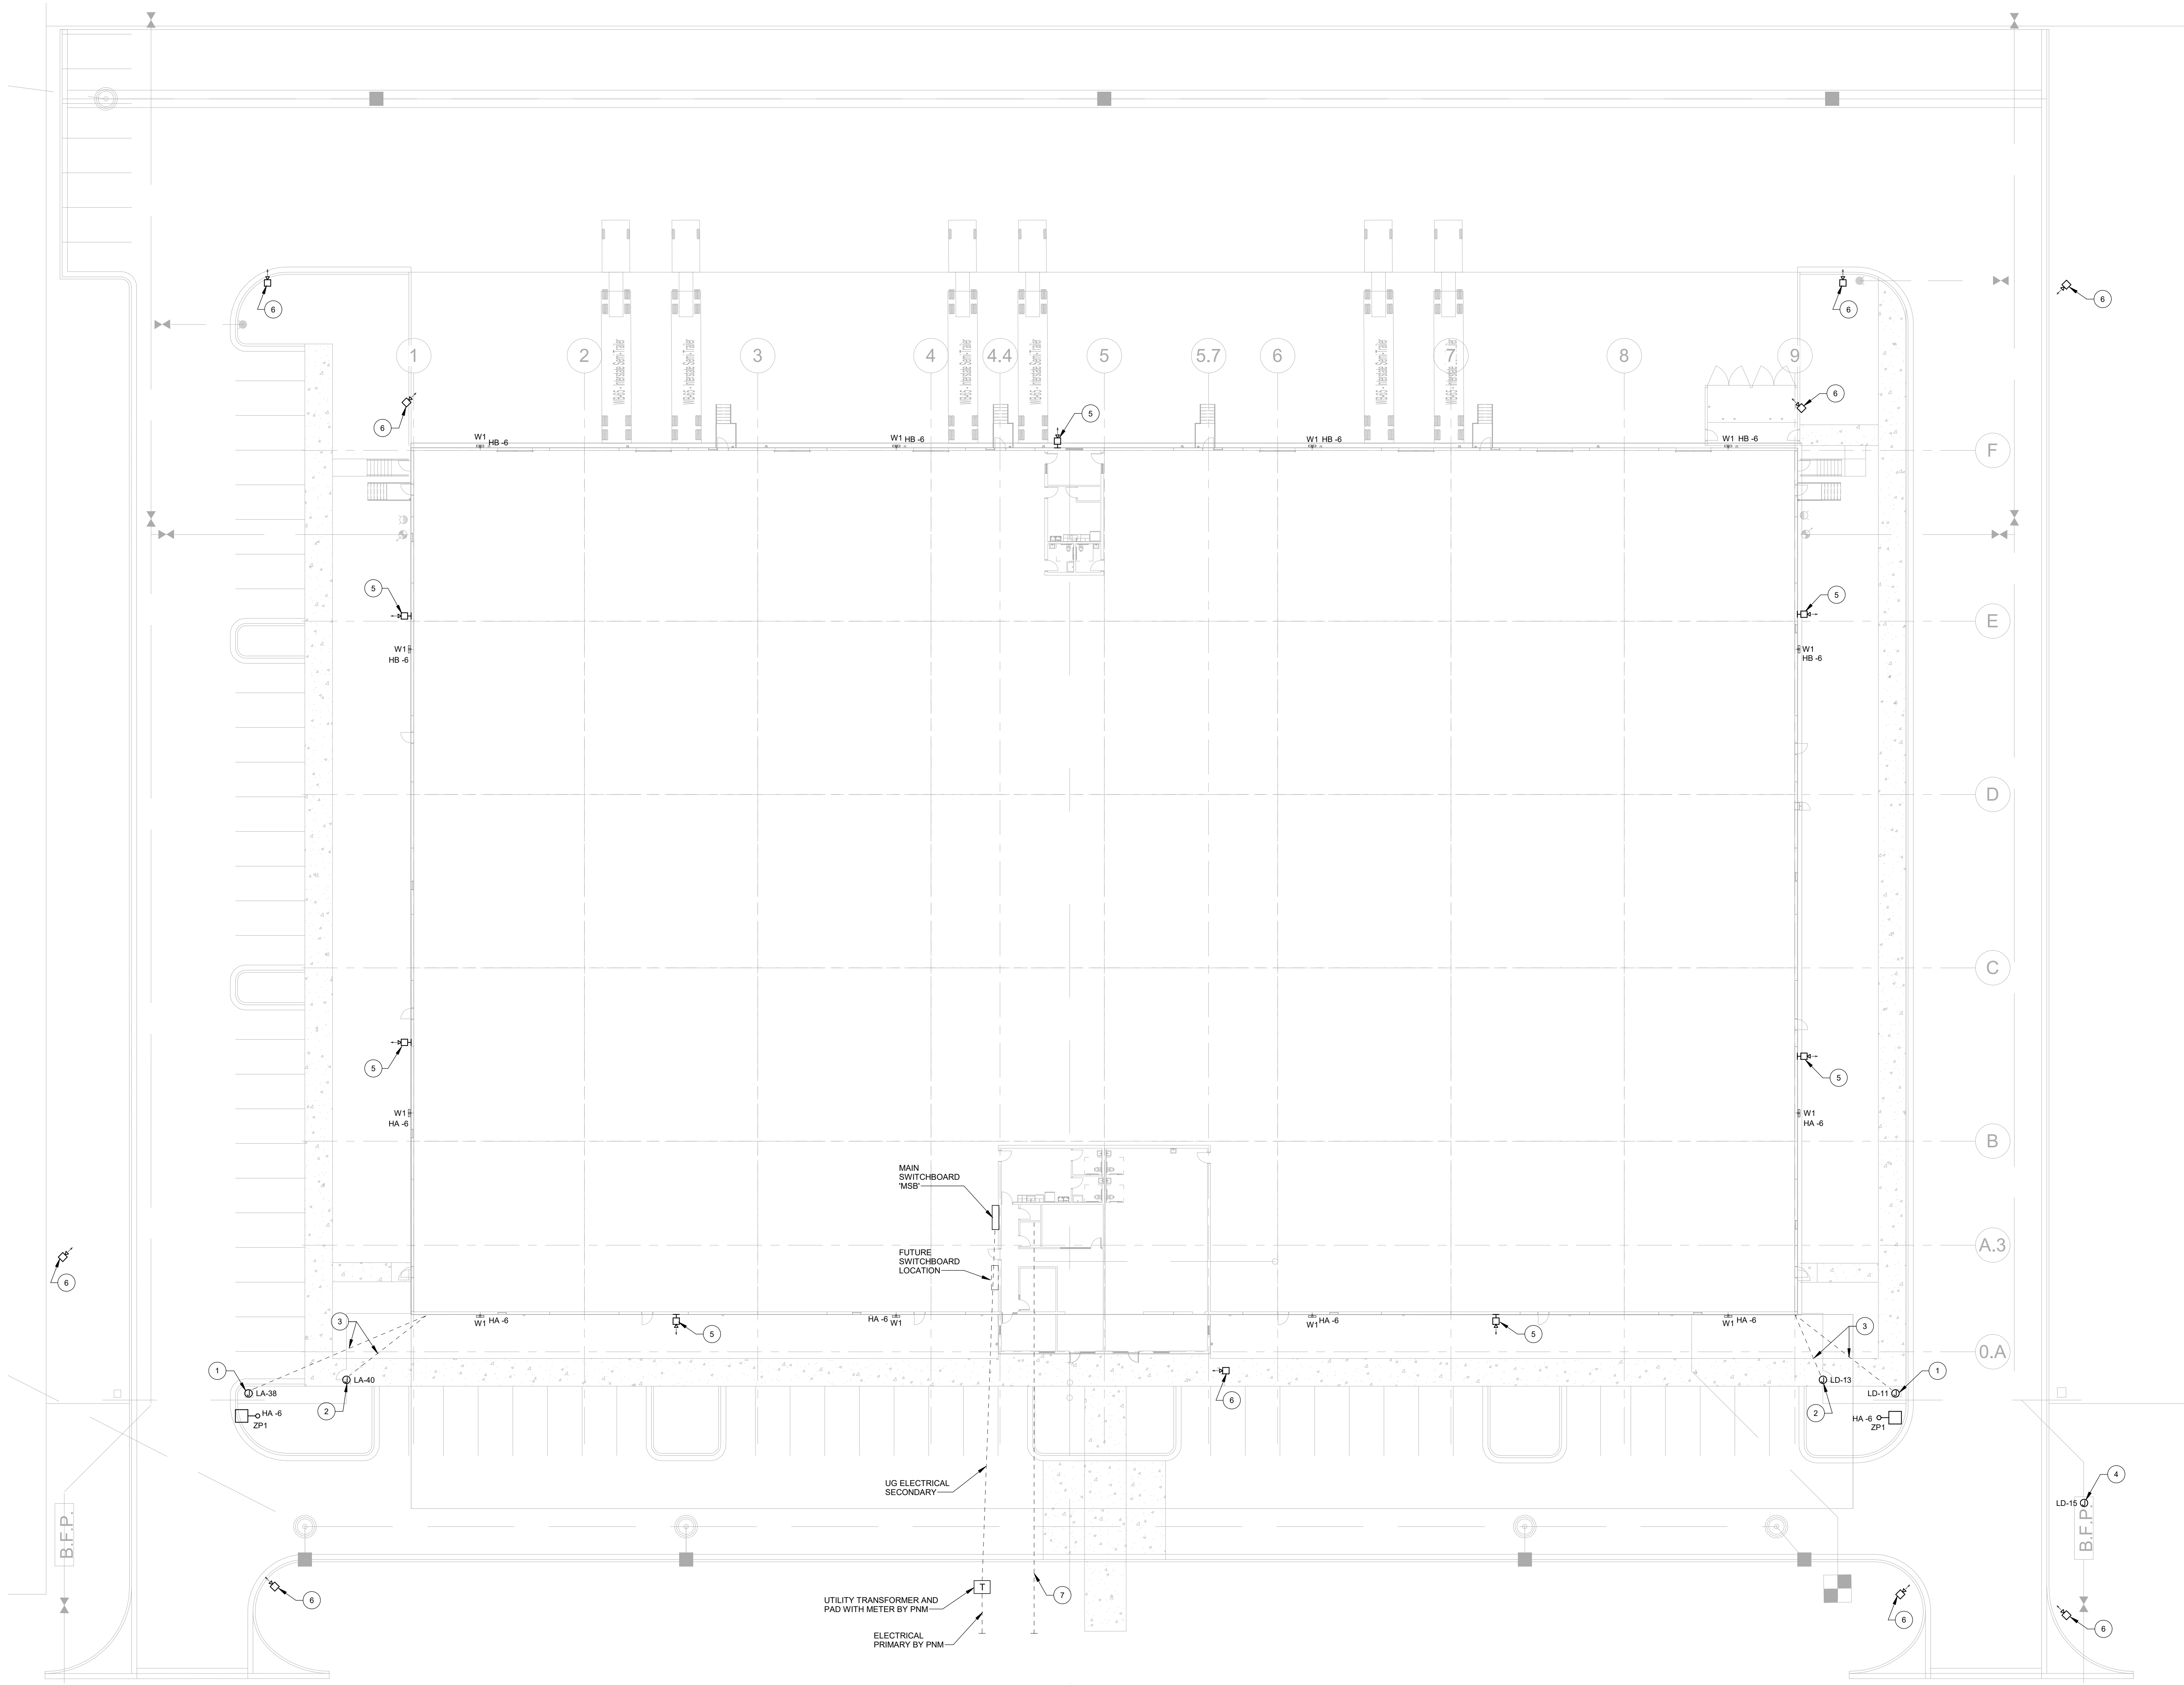 6
6
6
1
2
3
4
4.4
5
5.7
6
7
8
9
6
6
5
W1 HB -6
W1 HB -6
W1 HB -6
W1 HB -6
F
5
5
E
W1
HB -6
W1
HB -6
D
C
5
5
W1
HA -6
W1
HA -6
B
MAIN
SWITCHBOARD
'MSB'
FUTURE
SWITCHBOARD
LOCATION
A.3
6
3
W1 HA -6
5
HA -6 W1
W1 HA -6
5
W1 HA -6
3
0.A
1
LA-38
LA-40
2
HA -6
ZP1
6
LD-13
2
LD-11
1
HA -6
ZP1
UG ELECTRICAL
SECONDARY
4
LD-15
B.F.P.
B.F.P.
6
T
7
UTILITY TRANSFORMER AND
PAD WITH METER BY PNM
ELECTRICAL
PRIMARY BY PNM
6
6